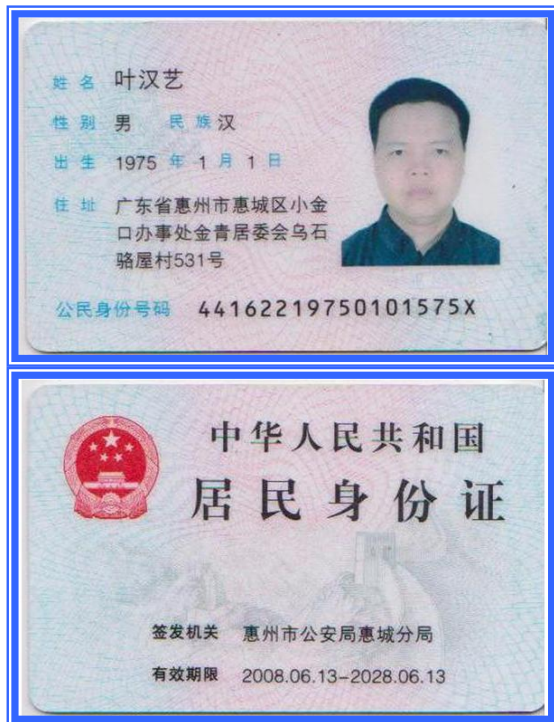 姓名 叶汉艺
性别 男 民族 汉
出生 1975 年 1 月 1 日
住址 广东省惠州市惠城区小金
口办事处金青居委会乌石
骆屋村531号
公民身份号码 44162219750101575X
中华人民共和国
居民身份证
签发机关 惠州市公安局惠城分局
有效期限 2008.06.13-2028.06.13